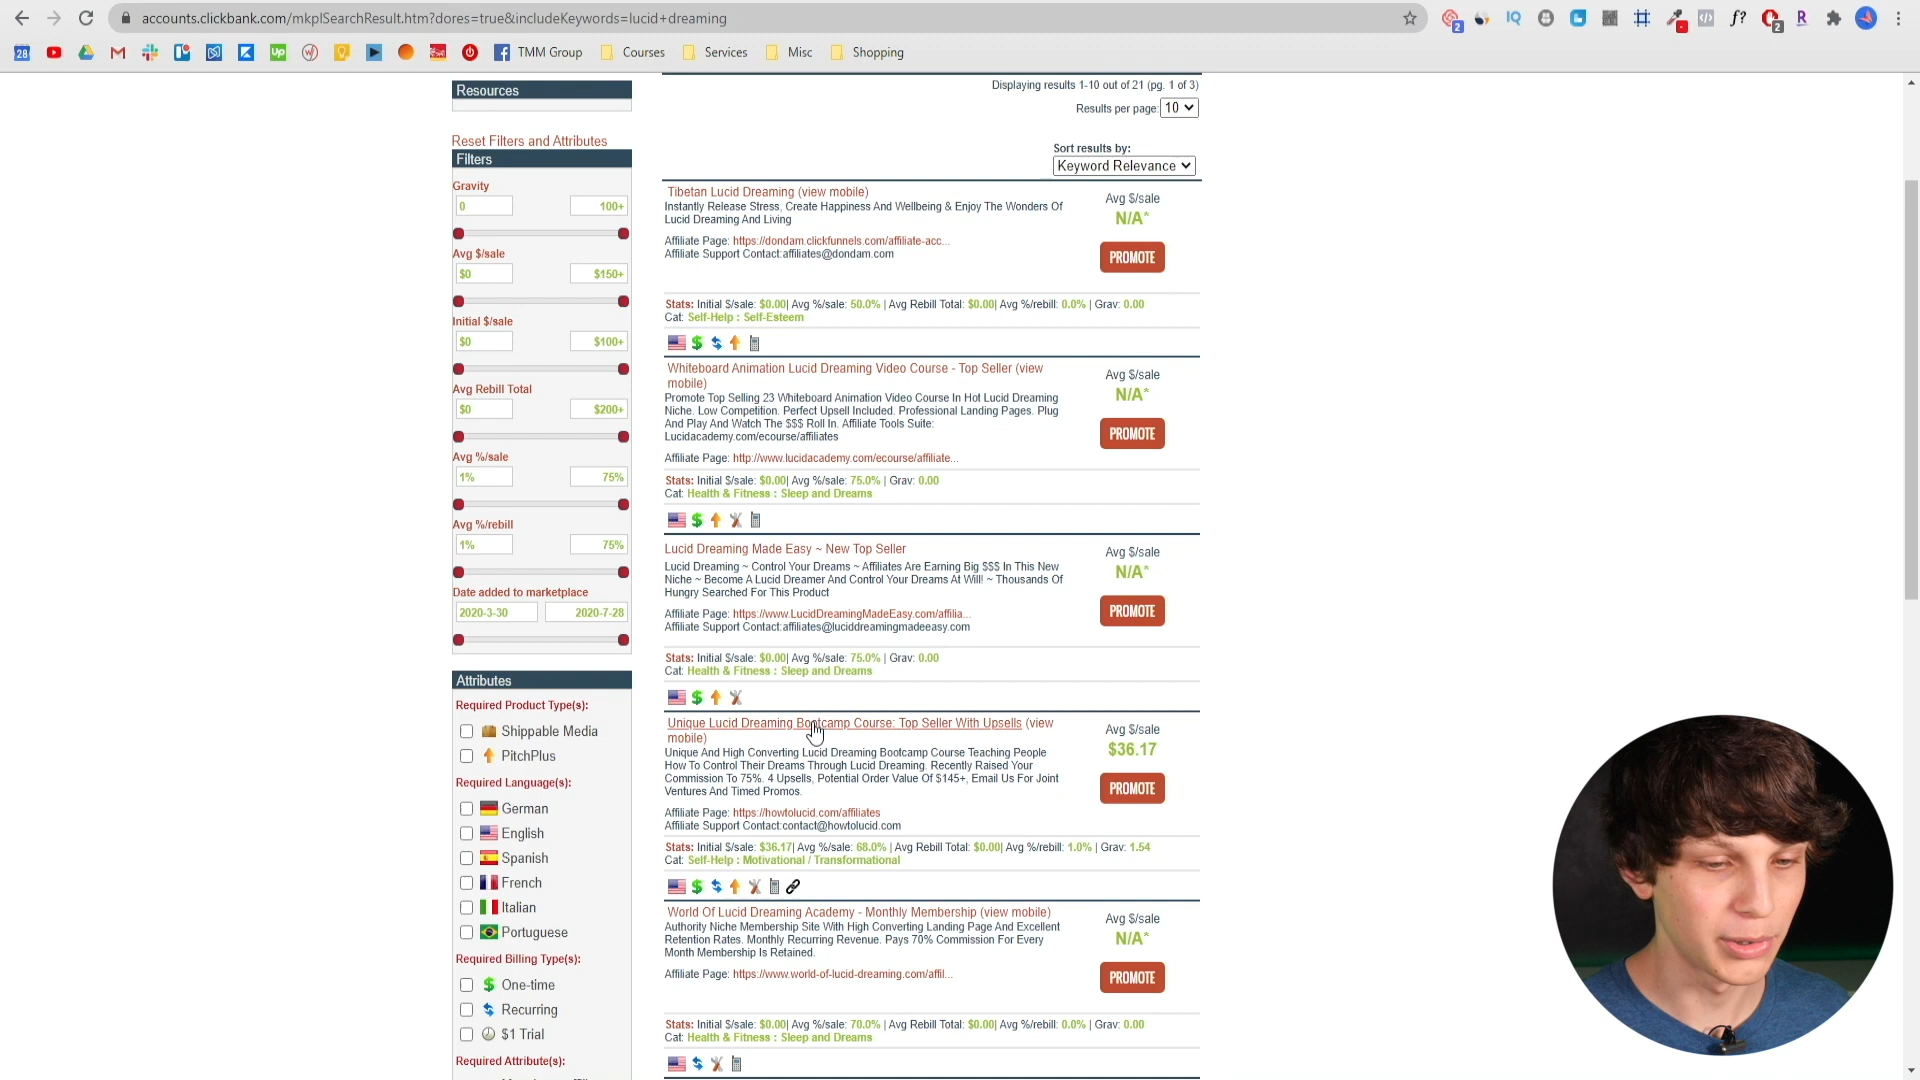 accounts.clickbank.com/mkplSearchResult.htm?dores=true&includeKeywords=lucid+dreaming
TMM Group
Courses
Services
Misc
Shopping
Resources
Reset Filters and Attributes
Filters
Gravity
0 100+
Avg $/sale
$0 $150+
Initial $/sale
$0 $100+
Avg Rebill Total
$0 $200+
Avg %/sale
1% 75%
Avg %/rebill
1% 75%
Date added to marketplace
2020-3-30 2020-7-28
Attributes
Required Product Type(s):
Shippable Media
PitchPlus
Required Language(s):
German
English
Spanish
French
Italian
Portuguese
Required Billing Type(s):
One-time
Recurring
$1 Trial
Required Attribute(s):
Displaying results 1-10 out of 21 (pg. 1 of 3)
Results per page: 10
Sort results by:
Keyword Relevance
Tibetan Lucid Dreaming (view mobile)
Instantly Release Stress, Create Happiness And Wellbeing & Enjoy The Wonders Of
Lucid Dreaming And Living
Affiliate Page: https://dondam.clickfunnels.com/affiliate-acc...
Affiliate Support Contact:affiliates@dondam.com
Avg $/sale
N/A*
PROMOTE
Stats: Initial $/sale: $0.00| Avg %/sale: 50.0% | Avg Rebill Total: $0.00| Avg %/rebill: 0.0% | Grav: 0.00
Cat: Self-Help : Self-Esteem
Whiteboard Animation Lucid Dreaming Video Course - Top Seller (view
mobile)
Promote Top Selling 23 Whiteboard Animation Video Course In Hot Lucid Dreaming
Niche. Low Competition. Perfect Upsell Included. Professional Landing Pages. Plug
And Play And Watch The $$$ Roll In. Affiliate Tools Suite:
Lucidacademy.com/ecourse/affiliates
Affiliate Page: http://www.lucidacademy.com/ecourse/affiliate...
Avg $/sale
N/A*
PROMOTE
Stats: Initial $/sale: $0.00| Avg %/sale: 75.0% | Grav: 0.00
Cat: Health & Fitness : Sleep and Dreams
Lucid Dreaming Made Easy ~ New Top Seller
Lucid Dreaming ~ Control Your Dreams ~ Affiliates Are Earning Big $$$ In This New
Niche ~ Become A Lucid Dreamer And Control Your Dreams At Will! ~ Thousands Of
Hungry Searched For This Product
Affiliate Page: https://www.LucidDreamingMadeEasy.com/affilia...
Affiliate Support Contact:affiliates@luciddreamingmadeeasy.com
Avg $/sale
N/A*
PROMOTE
Stats: Initial $/sale: $0.00| Avg %/sale: 75.0% | Grav: 0.00
Cat: Health & Fitness : Sleep and Dreams
Unique Lucid Dreaming Bootcamp Course: Top Seller With Upsells (view
mobile)
Unique And High Converting Lucid Dreaming Bootcamp Course Teaching People
How To Control Their Dreams Through Lucid Dreaming. Recently Raised Your
Commission To 75%. 4 Upsells, Potential Order Value Of $145+, Email Us For Joint
Ventures And Timed Promos.
Affiliate Page: https://howtolucid.com/affiliates
Affiliate Support Contact:contact@howtolucid.com
Avg $/sale
$36.17
PROMOTE
Stats: Initial $/sale: $36.17| Avg %/sale: 68.0% | Avg Rebill Total: $0.00| Avg %/rebill: 1.0% | Grav: 1.54
Cat: Self-Help : Motivational / Transformational
World Of Lucid Dreaming Academy - Monthly Membership (view mobile)
Authority Niche Membership Site With High Converting Landing Page And Excellent
Retention Rates. Monthly Recurring Revenue. Pays 70% Commission For Every
Month Membership Is Retained.
Affiliate Page: https://www.world-of-lucid-dreaming.com/affil...
Avg $/sale
N/A*
PROMOTE
Stats: Initial $/sale: $0.00| Avg %/sale: 70.0% | Avg Rebill Total: $0.00| Avg %/rebill: 0.0% | Grav: 0.00
Cat: Health & Fitness : Sleep and Dreams